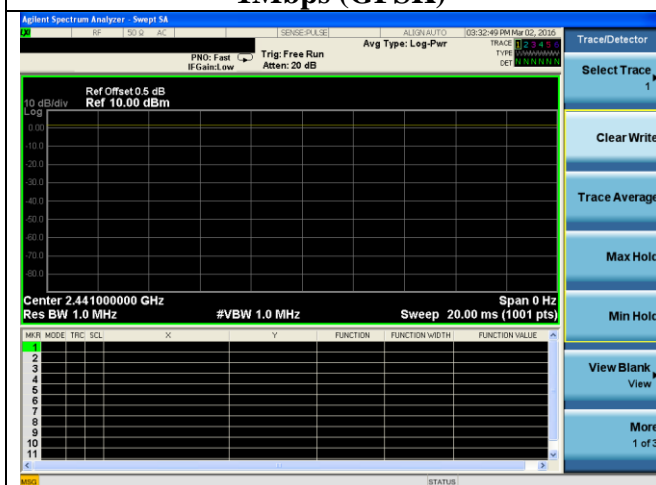 1Mbps (GFSK)
Agilent Spectrum Analyzer - Swept SA
RF 50 Ω AC SENSE:PULSE ALIGN AUTO 03:32:49 PM Mar 02, 2016
Avg Type: Log-Pwr
TRACE 1 2 3 4 5 6
TYPE
DET N N N N N N
PNO: Fast
IFGain:Low
Trig: Free Run
Atten: 20 dB
Ref Offset 0.5 dB
10 dB/div Ref 10.00 dBm
Log
0.00
-10.0
-20.0
-30.0
-40.0
-50.0
-60.0
-70.0
-80.0
Center 2.441000000 GHz Span 0 Hz
Res BW 1.0 MHz #VBW 1.0 MHz Sweep 20.00 ms (1001 pts)
MKR MODE TRC SCL X Y FUNCTION FUNCTION WIDTH FUNCTION VALUE
1
2
3
4
5
6
7
8
9
10
11
MSG STATUS
Trace/Detector
Select Trace
1
Clear Write
Trace Average
Max Hold
Min Hold
View Blank
View
More
1 of 3